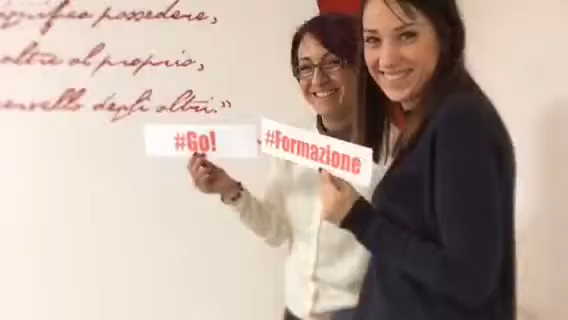 significa possedere,
oltre al proprio,
cervello degli altri."
#Go!
#Formazione